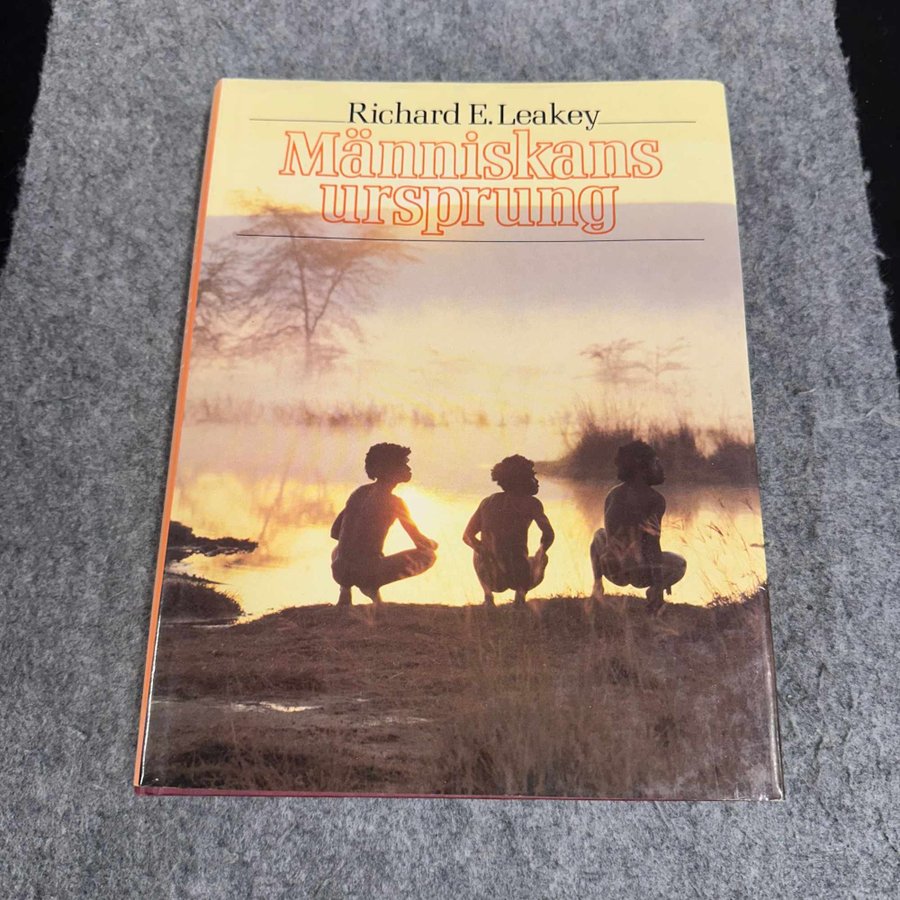 Richard E. Leakey
Människans
ursprung